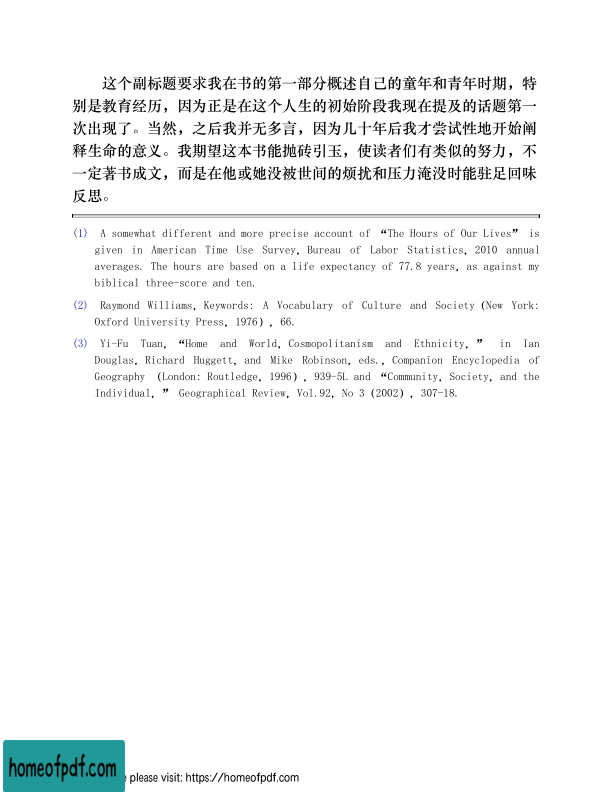 这个副标题要求我在书的第一部分概述自己的童年和青年时期，特
别是教育经历，因为正是在这个人生的初始阶段我现在提及的话题第一
次出现了。当然，之后我并无多言，因为几十年后我才尝试性地开始阐
释生命的意义。我期望这本书能抛砖引玉，使读者们有类似的努力，不
一定著书成文，而是在他或她没被世间的烦扰和压力淹没时能驻足回味
反思。
(1) A somewhat different and more precise account of “The Hours of Our Lives” is
given in American Time Use Survey, Bureau of Labor Statistics, 2010 annual
averages. The hours are based on a life expectancy of 77.8 years, as against my
biblical three-score and ten.
(2) Raymond Williams, Keywords: A Vocabulary of Culture and Society (New York:
Oxford University Press, 1976), 66.
(3) Yi-Fu Tuan, “Home and World, Cosmopolitanism and Ethnicity,” in Ian
Douglas, Richard Huggett, and Mike Robinson, eds., Companion Encyclopedia of
Geography (London: Routledge, 1996), 939-5L and “Community, Society, and the
Individual,” Geographical Review, Vol.92, No 3 (2002), 307-18.
homeofpdf.com
please visit: https://homeofpdf.com